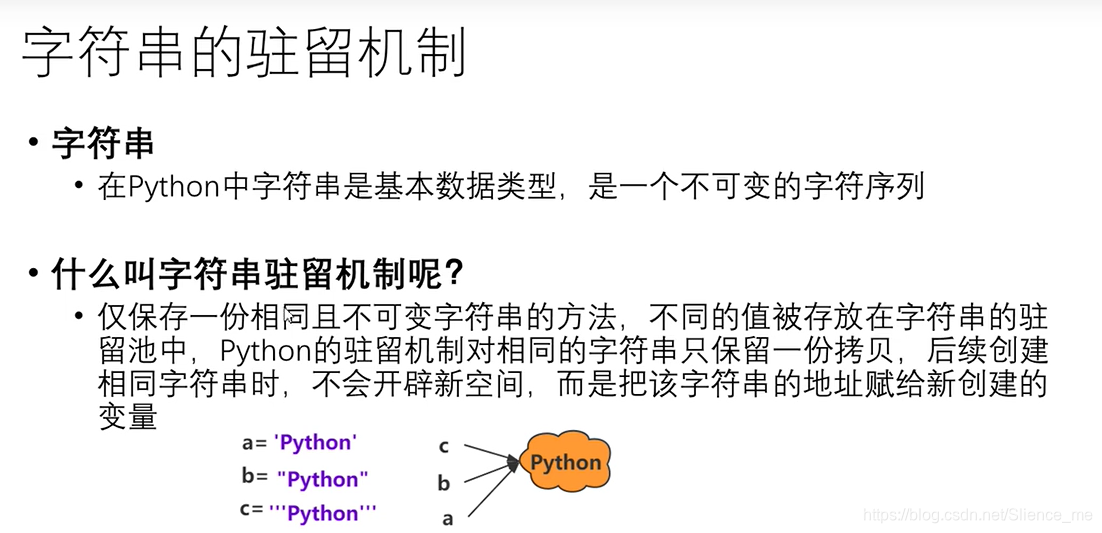 字符串的驻留机制
• 字符串
• 在Python中字符串是基本数据类型，是一个不可变的字符序列
• 什么叫字符串驻留机制呢？
• 仅保存一份相同且不可变字符串的方法，不同的值被存放在字符串的驻
留池中，Python的驻留机制对相同的字符串只保留一份拷贝，后续创建
相同字符串时，不会开辟新空间，而是把该字符串的地址赋给新创建的
变量
a= 'Python'
b= "Python"
c= '''Python'''
c
b
a
Python
https://blog.csdn.net/Slience_me